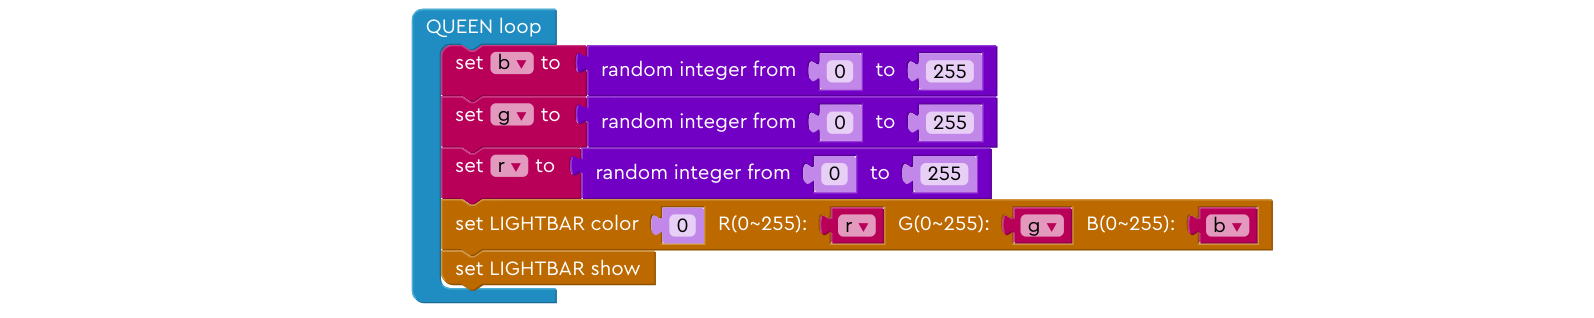 QUEEN loop
set b ▾ to random integer from 0 to 255
set g ▾ to random integer from 0 to 255
set r ▾ to random integer from 0 to 255
set LIGHTBAR color 0 R(0~255): r ▾ G(0~255): g ▾ B(0~255): b ▾
set LIGHTBAR show